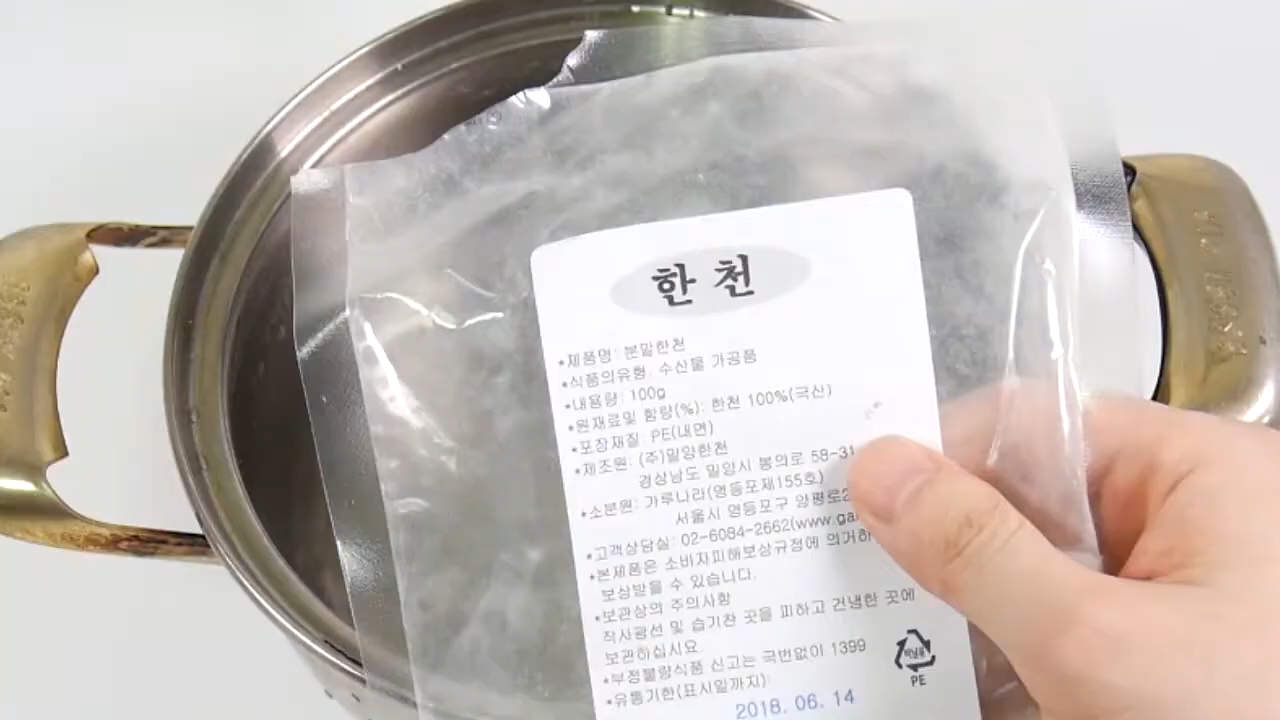 한천
*제품명: 분말한천
*식품의유형: 수산물 가공품
*내용량: 100g
*원재료및 함량(%): 한천 100%(국산)
*포장재질: PE(내면)
*제조원: (주)밀양한천
경상남도 밀양시 봉의로 58-31
*소분원: 가루나라(영등포제155호)
서울시 영등포구 양평로2
*고객상담실: 02-6084-2662(www.ga
*본제품은 소비자피해보상규정에 의거하
보상받을 수 있습니다.
*보관상의 주의사항
직사광선 및 습기찬 곳을 피하고 건냉한 곳에
보관하십시요.
*부정불량식품 신고는 국번없이 1399
*유통기한(표시일까지):
2018. 06. 14
비닐류
PE